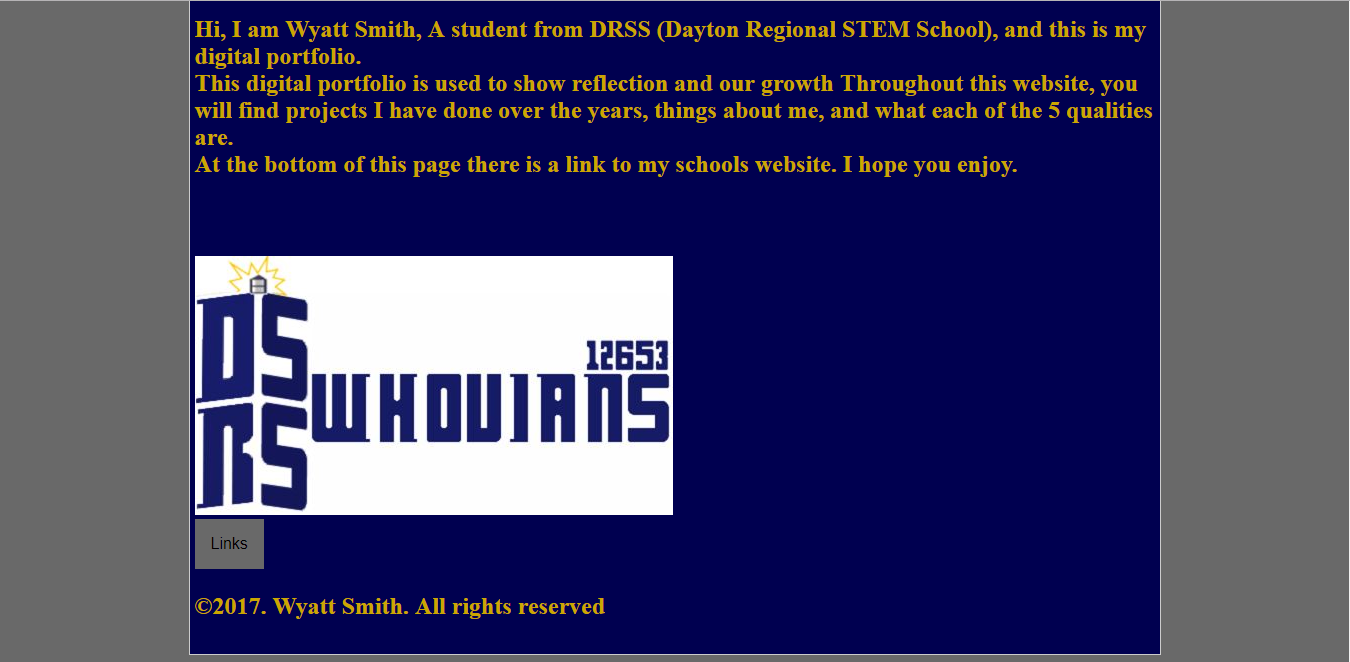 Hi, I am Wyatt Smith, A student from DRSS (Dayton Regional STEM School), and this is my
digital portfolio.
This digital portfolio is used to show reflection and our growth Throughout this website, you
will find projects I have done over the years, things about me, and what each of the 5 qualities
are.
At the bottom of this page there is a link to my schools website. I hope you enjoy.
DS
12653
RS WHOVIANS
Links
©2017. Wyatt Smith. All rights reserved